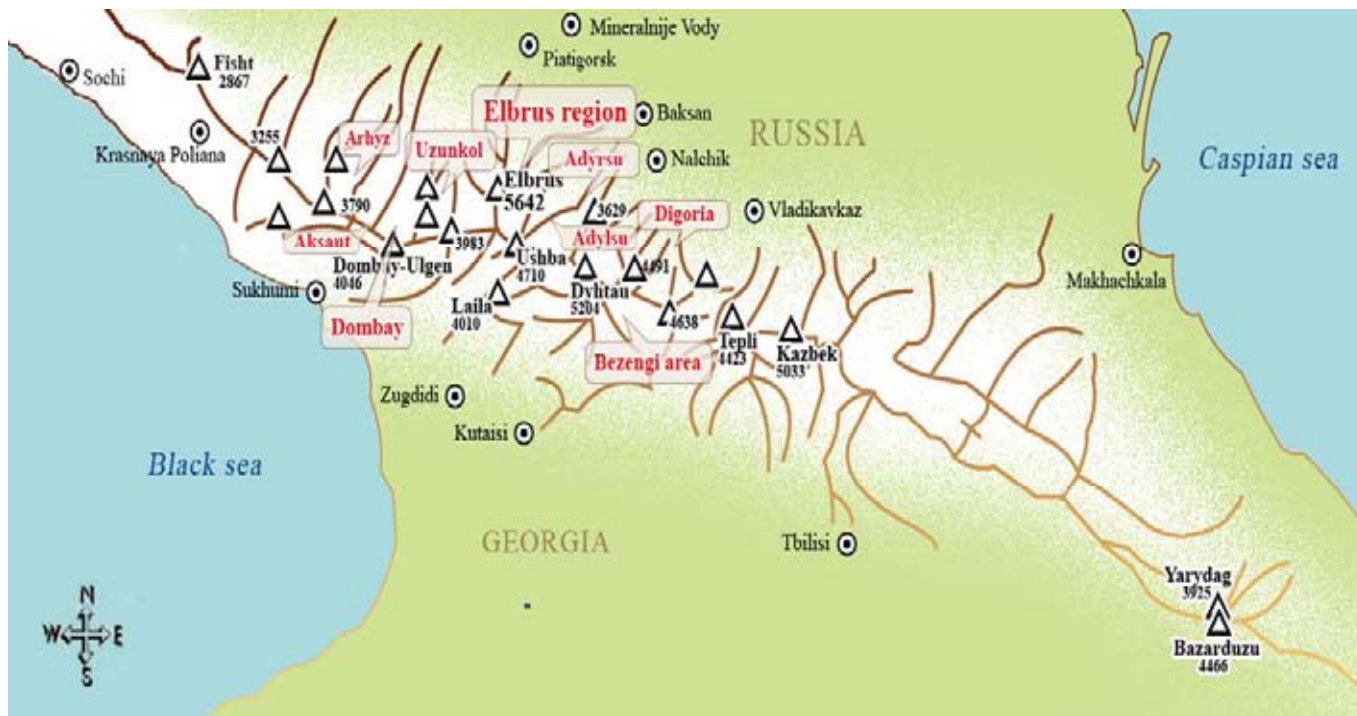 Mineralnije Vody
Piatigorsk
Fisht
2867
Sochi
Elbrus region
Baksan
RUSSIA
Krasnaya Poliana
3255
Arhyz
Uzunkol
Adyrsu
Nalchik
Caspian sea
Elbrus
5642
3790
3629
Digoria
Vladikavkaz
Aksaut
3983
Adylsu
Dombay-Ulgen
4046
Ushba
4710
4491
Makhachkala
Sukhumi
Laila
4010
Dyhtau
5204
4638
Dombay
Tepli
4423
Kazbek
5033
Bezengi area
Zugdidi
Kutaisi
Black sea
GEORGIA
Tbilisi
Yarydag
3925
N
W E
S
Bazarduzu
4466